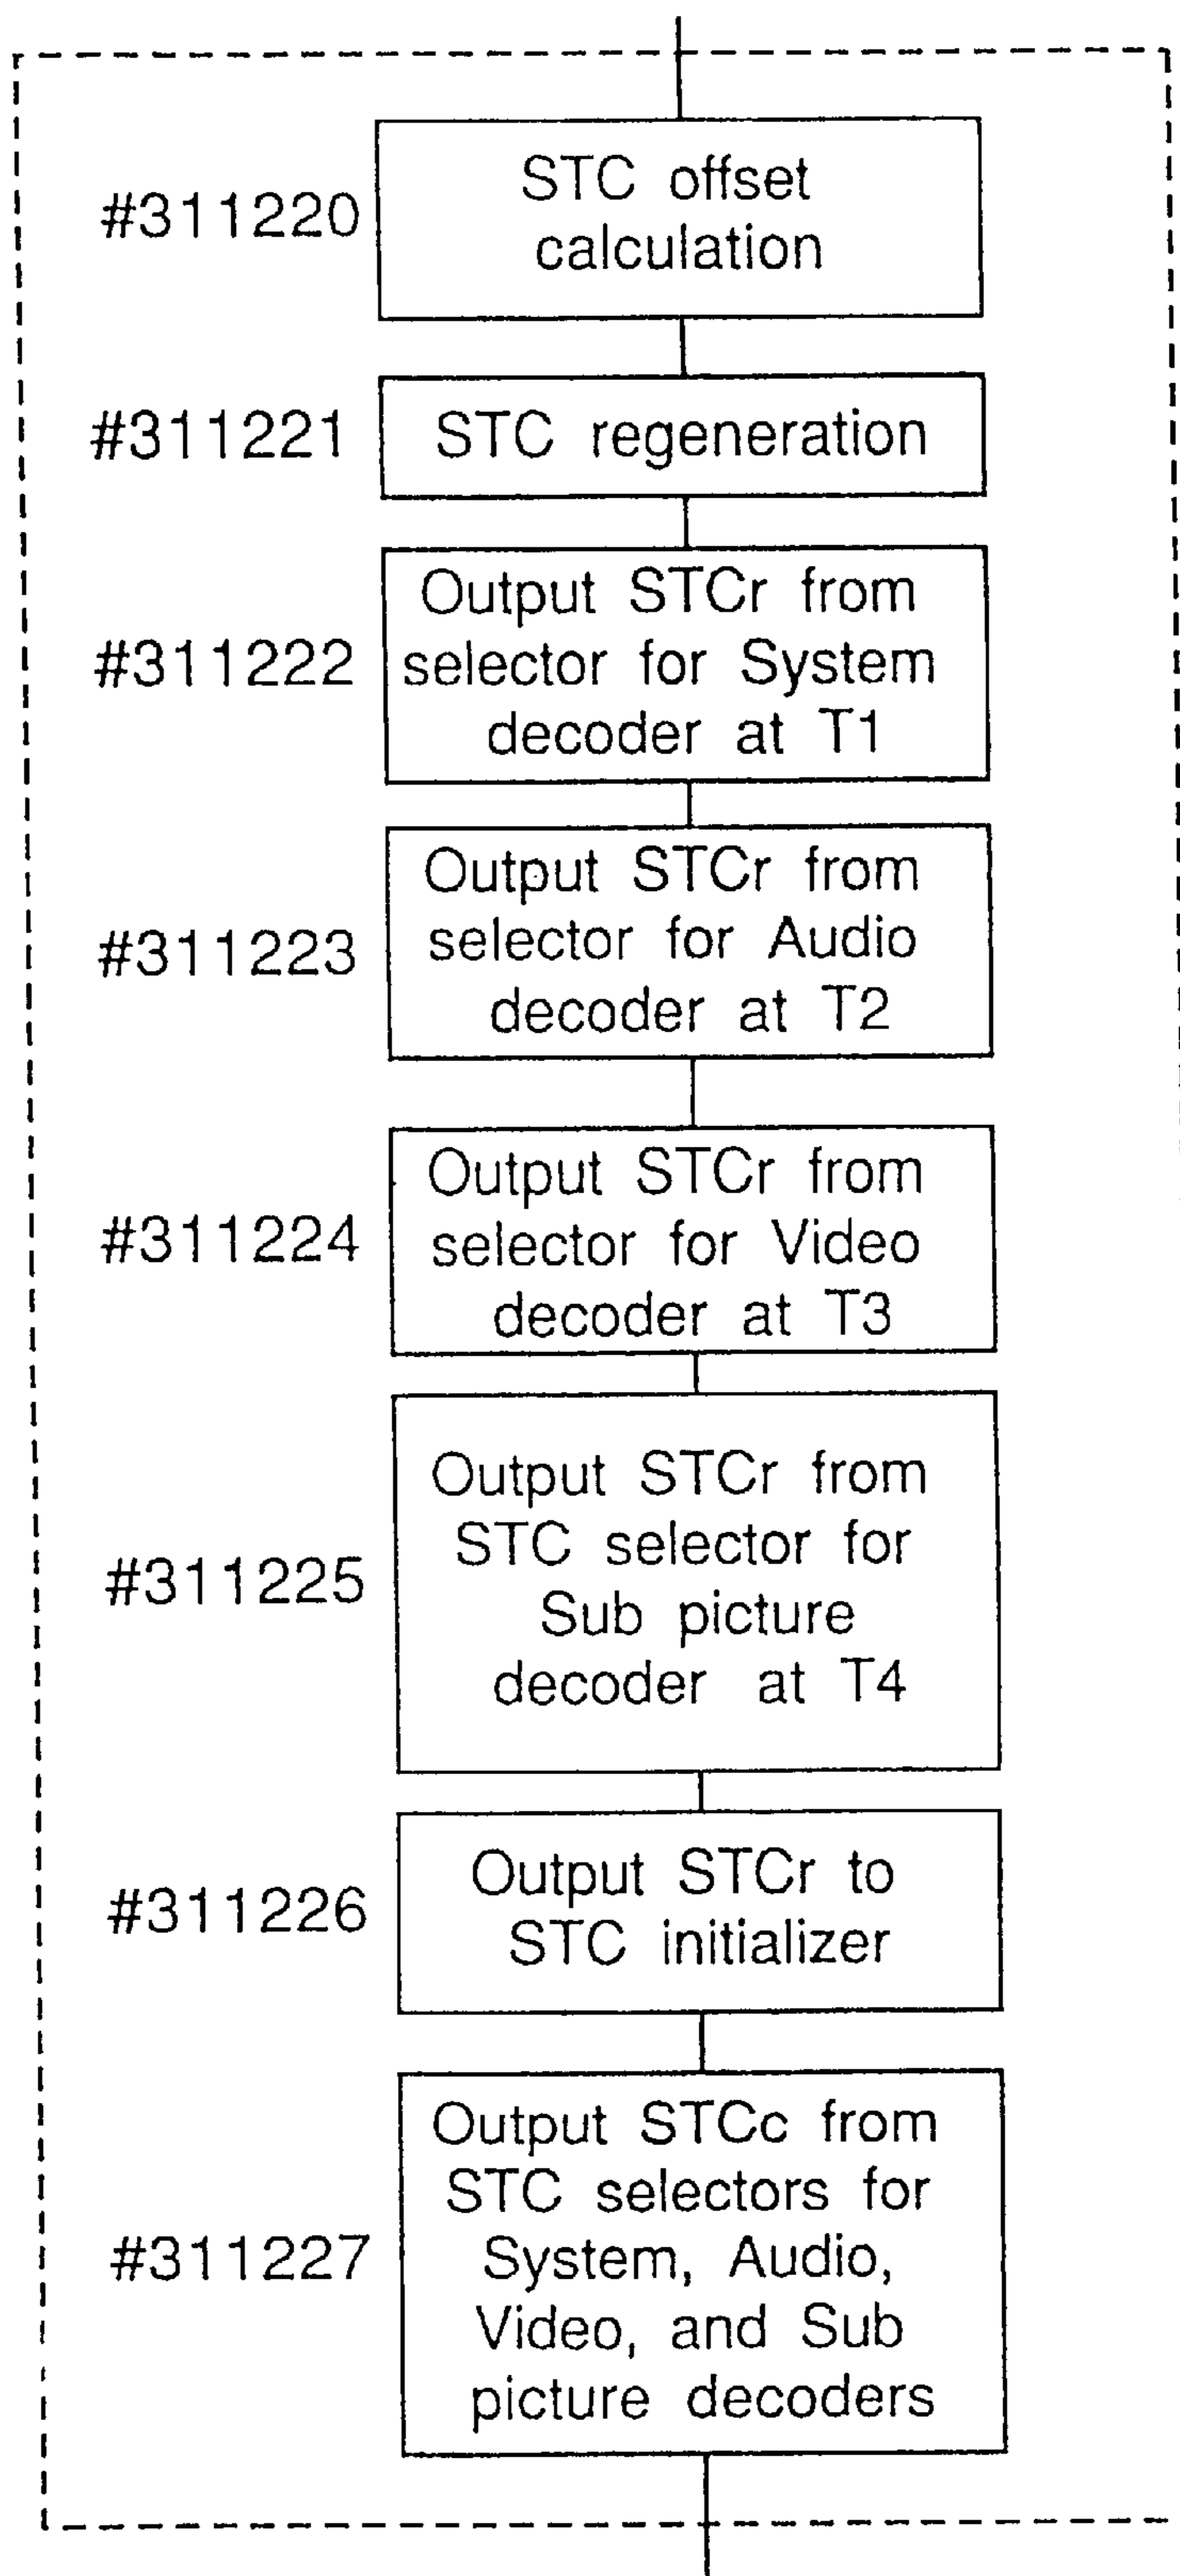 STC offset
calculation
#311220
#311221
STC regeneration
Output STCr from
selector for System
decoder at T1
#311222
Output STCr from
selector for Audio
decoder at T2
#311223
Output STCr from
selector for Video
decoder at T3
#311224
Output STCr from
STC selector for
Sub picture
decoder at T4
#311225
Output STCr to
STC initializer
#311226
Output STCc from
STC selectors for
System, Audio,
Video, and Sub
picture decoders
#311227